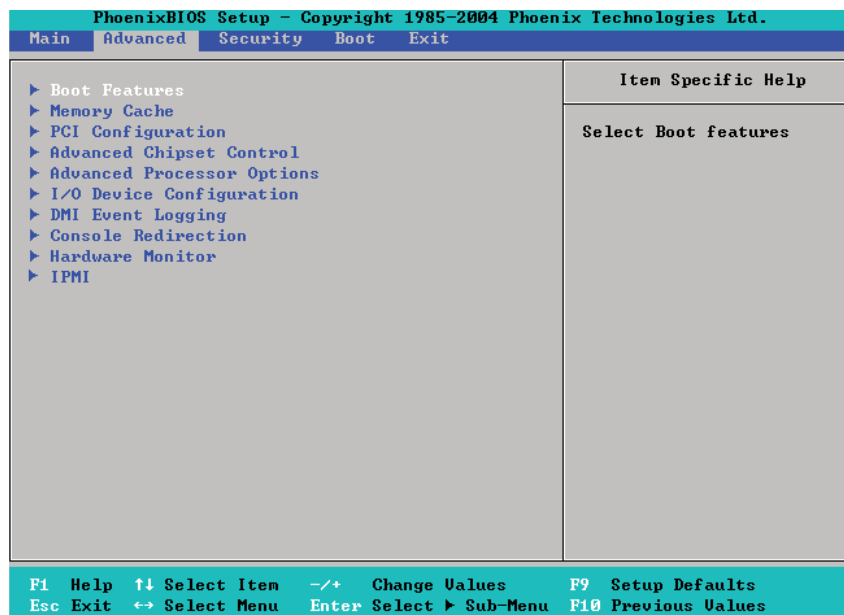 PhoenixBIOS Setup - Copyright 1985-2004 Phoenix Technologies Ltd.
Main Advanced Security Boot Exit
Item Specific Help
▶ Boot Features
▶ Memory Cache
▶ PCI Configuration
▶ Advanced Chipset Control
▶ Advanced Processor Options
▶ I/O Device Configuration
▶ DMI Event Logging
▶ Console Redirection
▶ Hardware Monitor
▶ IPMI
Select Boot features
F1 Help ↑↓ Select Item -/+ Change Values F9 Setup Defaults
Esc Exit ↔ Select Menu Enter Select ▶ Sub-Menu F10 Previous Values